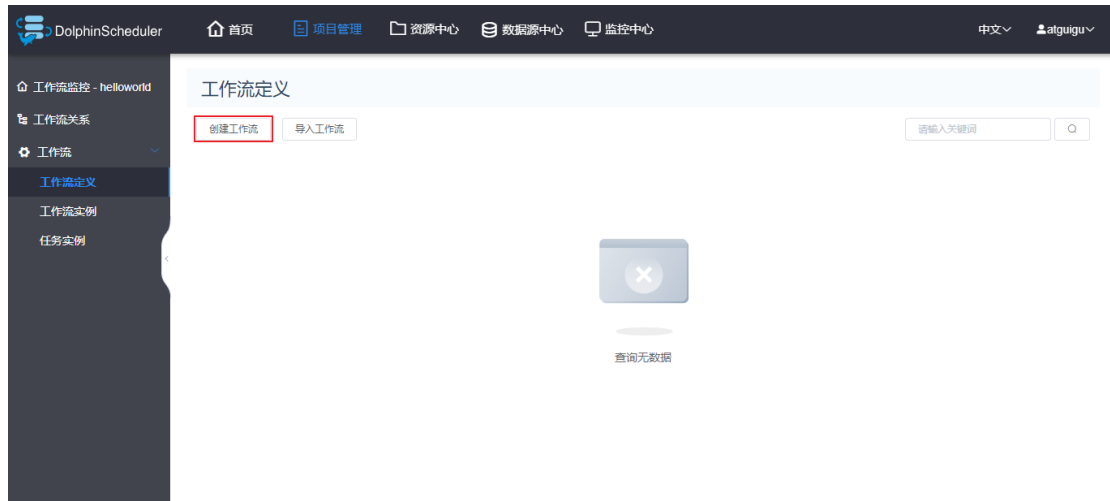 DolphinScheduler 首页 项目管理 资源中心 数据源中心 监控中心 中文 atguigu
工作流监控 - helloworld
工作流关系
工作流
工作流定义
工作流实例
任务实例
工作流定义
创建工作流 导入工作流 请输入关键词
查询无数据